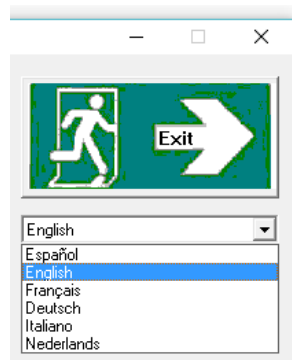 Exit
English
Español
English
Français
Deutsch
Italiano
Nederlands